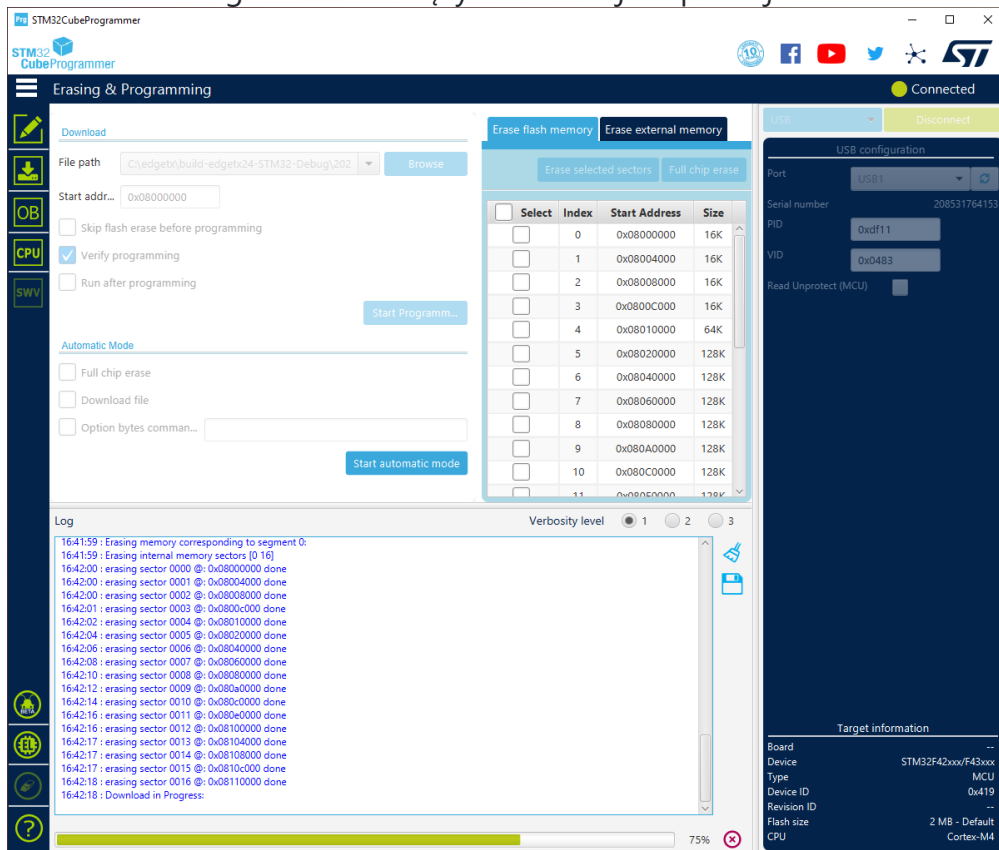 STM32CubeProgrammer
STM32
CubeProgrammer
Erasing & Programming
Connected
Download
File path
C:\edgetx\build-edgetx24-STM32-Debug\202
Browse
Start addr...
0x08000000
Skip flash erase before programming
Verify programming
Run after programming
Start Programm...
Automatic Mode
Full chip erase
Download file
Option bytes comman...
Start automatic mode
Erase flash memory
Erase external memory
Erase selected sectors
Full chip erase
Select Index Start Address Size
0 0x08000000 16K
1 0x08004000 16K
2 0x08008000 16K
3 0x0800C000 16K
4 0x08010000 64K
5 0x08020000 128K
6 0x08040000 128K
7 0x08060000 128K
8 0x08080000 128K
9 0x080A0000 128K
10 0x080C0000 128K
11 0x080E0000 128K
USB
Disconnect
USB configuration
Port
USB1
Serial number
208531764153
PID
0xdf11
VID
0x0483
Read Unprotect (MCU)
Log
Verbosity level 1 2 3
16:41:59 : Erasing memory corresponding to segment 0:
16:41:59 : Erasing internal memory sectors [0 16]
16:42:00 : erasing sector 0000 @: 0x08000000 done
16:42:00 : erasing sector 0001 @: 0x08004000 done
16:42:00 : erasing sector 0002 @: 0x08008000 done
16:42:01 : erasing sector 0003 @: 0x0800c000 done
16:42:02 : erasing sector 0004 @: 0x08010000 done
16:42:04 : erasing sector 0005 @: 0x08020000 done
16:42:06 : erasing sector 0006 @: 0x08040000 done
16:42:08 : erasing sector 0007 @: 0x08060000 done
16:42:10 : erasing sector 0008 @: 0x08080000 done
16:42:12 : erasing sector 0009 @: 0x080a0000 done
16:42:14 : erasing sector 0010 @: 0x080c0000 done
16:42:16 : erasing sector 0011 @: 0x080e0000 done
16:42:16 : erasing sector 0012 @: 0x08100000 done
16:42:17 : erasing sector 0013 @: 0x08104000 done
16:42:17 : erasing sector 0014 @: 0x08108000 done
16:42:17 : erasing sector 0015 @: 0x0810c000 done
16:42:18 : erasing sector 0016 @: 0x08110000 done
16:42:18 : Download in Progress:
75%
Target information
Board --
Device STM32F42xxx/F43xxx
Type MCU
Device ID 0x419
Revision ID --
Flash size 2 MB - Default
CPU Cortex-M4
OB
CPU
SWV
BETA